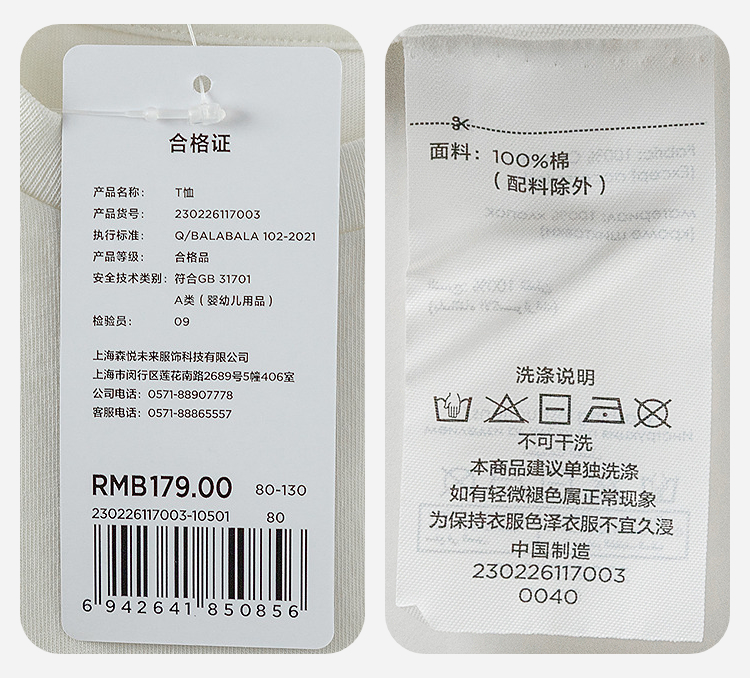 合格证
产品名称： T恤
产品货号： 230226117003
执行标准： Q/BALABALA 102-2021
产品等级： 合格品
安全技术类别： 符合GB 31701
A类（婴幼儿用品）
检验员： 09
上海森悦未来服饰科技有限公司
上海市闵行区莲花南路2689号5幢406室
公司电话： 0571-88907778
客服电话： 0571-88865557
RMB179.00 80-130
230226117003-10501 80
6 942641 850856
面料： 100%棉
（配料除外）
洗涤说明
不可干洗
本商品建议单独洗涤
如有轻微褪色属正常现象
为保持衣服色泽衣服不宜久浸
中国制造
230226117003
0040